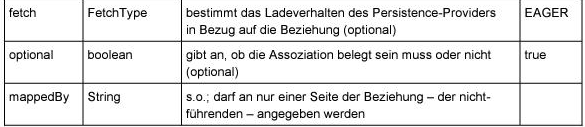 fetch FetchType bestimmt das Ladeverhalten des Persistence-Providers EAGER
in Bezug auf die Beziehung (optional)
optional boolean gibt an, ob die Assoziation belegt sein muss oder nicht true
(optional)
mappedBy String s.o.; darf an nur einer Seite der Beziehung – der nicht-
führenden – angegeben werden